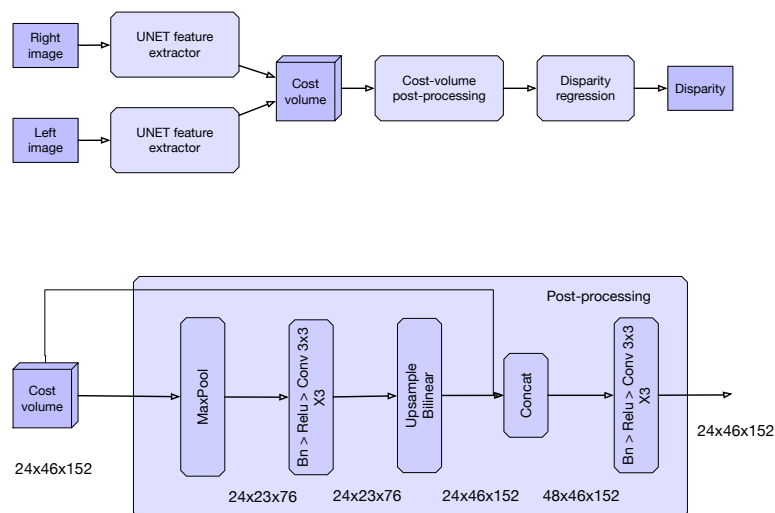 Right
image
UNET feature
extractor
Cost
volume
Cost-volume
post-processing
Disparity
regression
Disparity
Left
image
UNET feature
extractor
Post-processing
Cost
volume
MaxPool
Bn > Relu > Conv 3x3
X3
Upsample
Bilinear
Concat
Bn > Relu > Conv 3x3
X3
24x46x152
24x46x152
24x23x76
24x23x76
24x46x152
48x46x152